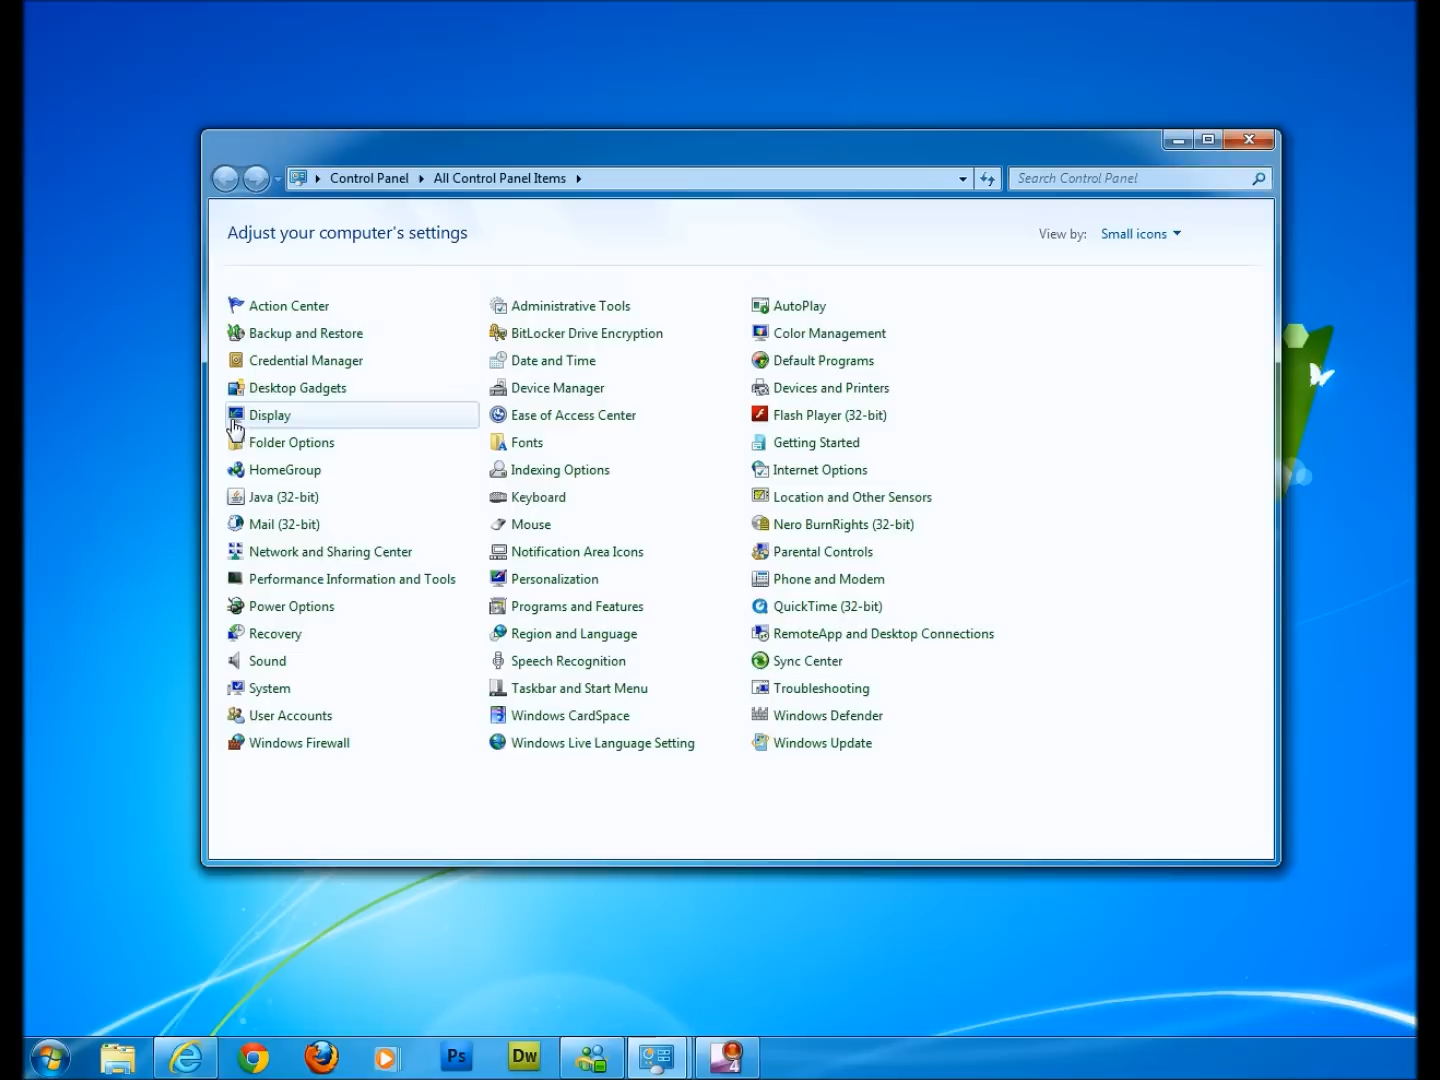 Control Panel All Control Panel Items Search Control Panel
Adjust your computer's settings
View by: Small icons
Action Center Administrative Tools AutoPlay
Backup and Restore BitLocker Drive Encryption Color Management
Credential Manager Date and Time Default Programs
Desktop Gadgets Device Manager Devices and Printers
Display Ease of Access Center Flash Player (32-bit)
Folder Options Fonts Getting Started
HomeGroup Indexing Options Internet Options
Java (32-bit) Keyboard Location and Other Sensors
Mail (32-bit) Mouse Nero BurnRights (32-bit)
Network and Sharing Center Notification Area Icons Parental Controls
Performance Information and Tools Personalization Phone and Modem
Power Options Programs and Features QuickTime (32-bit)
Recovery Region and Language RemoteApp and Desktop Connections
Sound Speech Recognition Sync Center
System Taskbar and Start Menu Troubleshooting
User Accounts Windows CardSpace Windows Defender
Windows Firewall Windows Live Language Setting Windows Update
Ps Dw 4